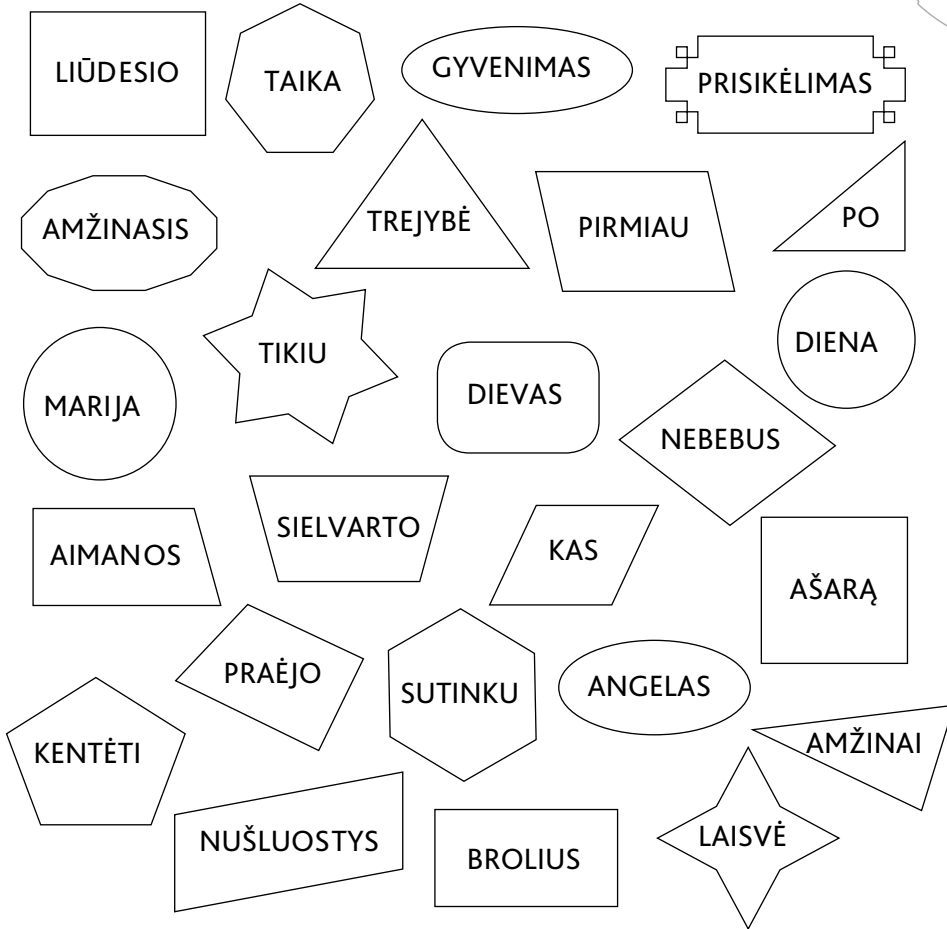 LIŪDESIO
TAIKA
GYVENIMAS
PRISIKĖLIMAS
AMŽINASIS
TREJYBĖ
PIRMIAU
PO
TIKIU
DIENA
MARIJA
DIEVAS
NEBEBUS
AIMANOS
SIELVARTO
KAS
AŠARĄ
PRAĖJO
SUTINKU
ANGELAS
KENTĖTI
AMŽINAI
NUŠLUOSTYS
BROLIUS
LAISVĖ